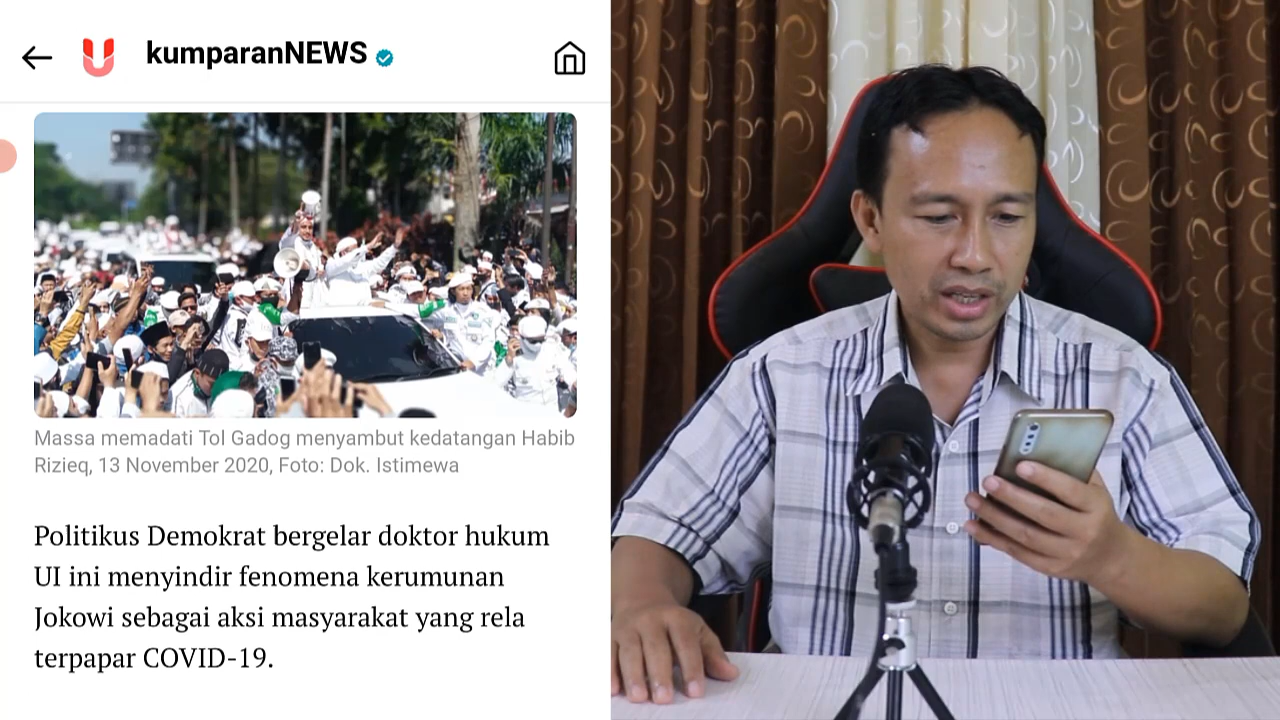 kumparanNEWS
Massa memadati Tol Gadog menyambut kedatangan Habib
Rizieq, 13 November 2020, Foto: Dok. Istimewa
Politikus Demokrat bergelar doktor hukum
UI ini menyindir fenomena kerumunan
Jokowi sebagai aksi masyarakat yang rela
terpapar COVID-19.